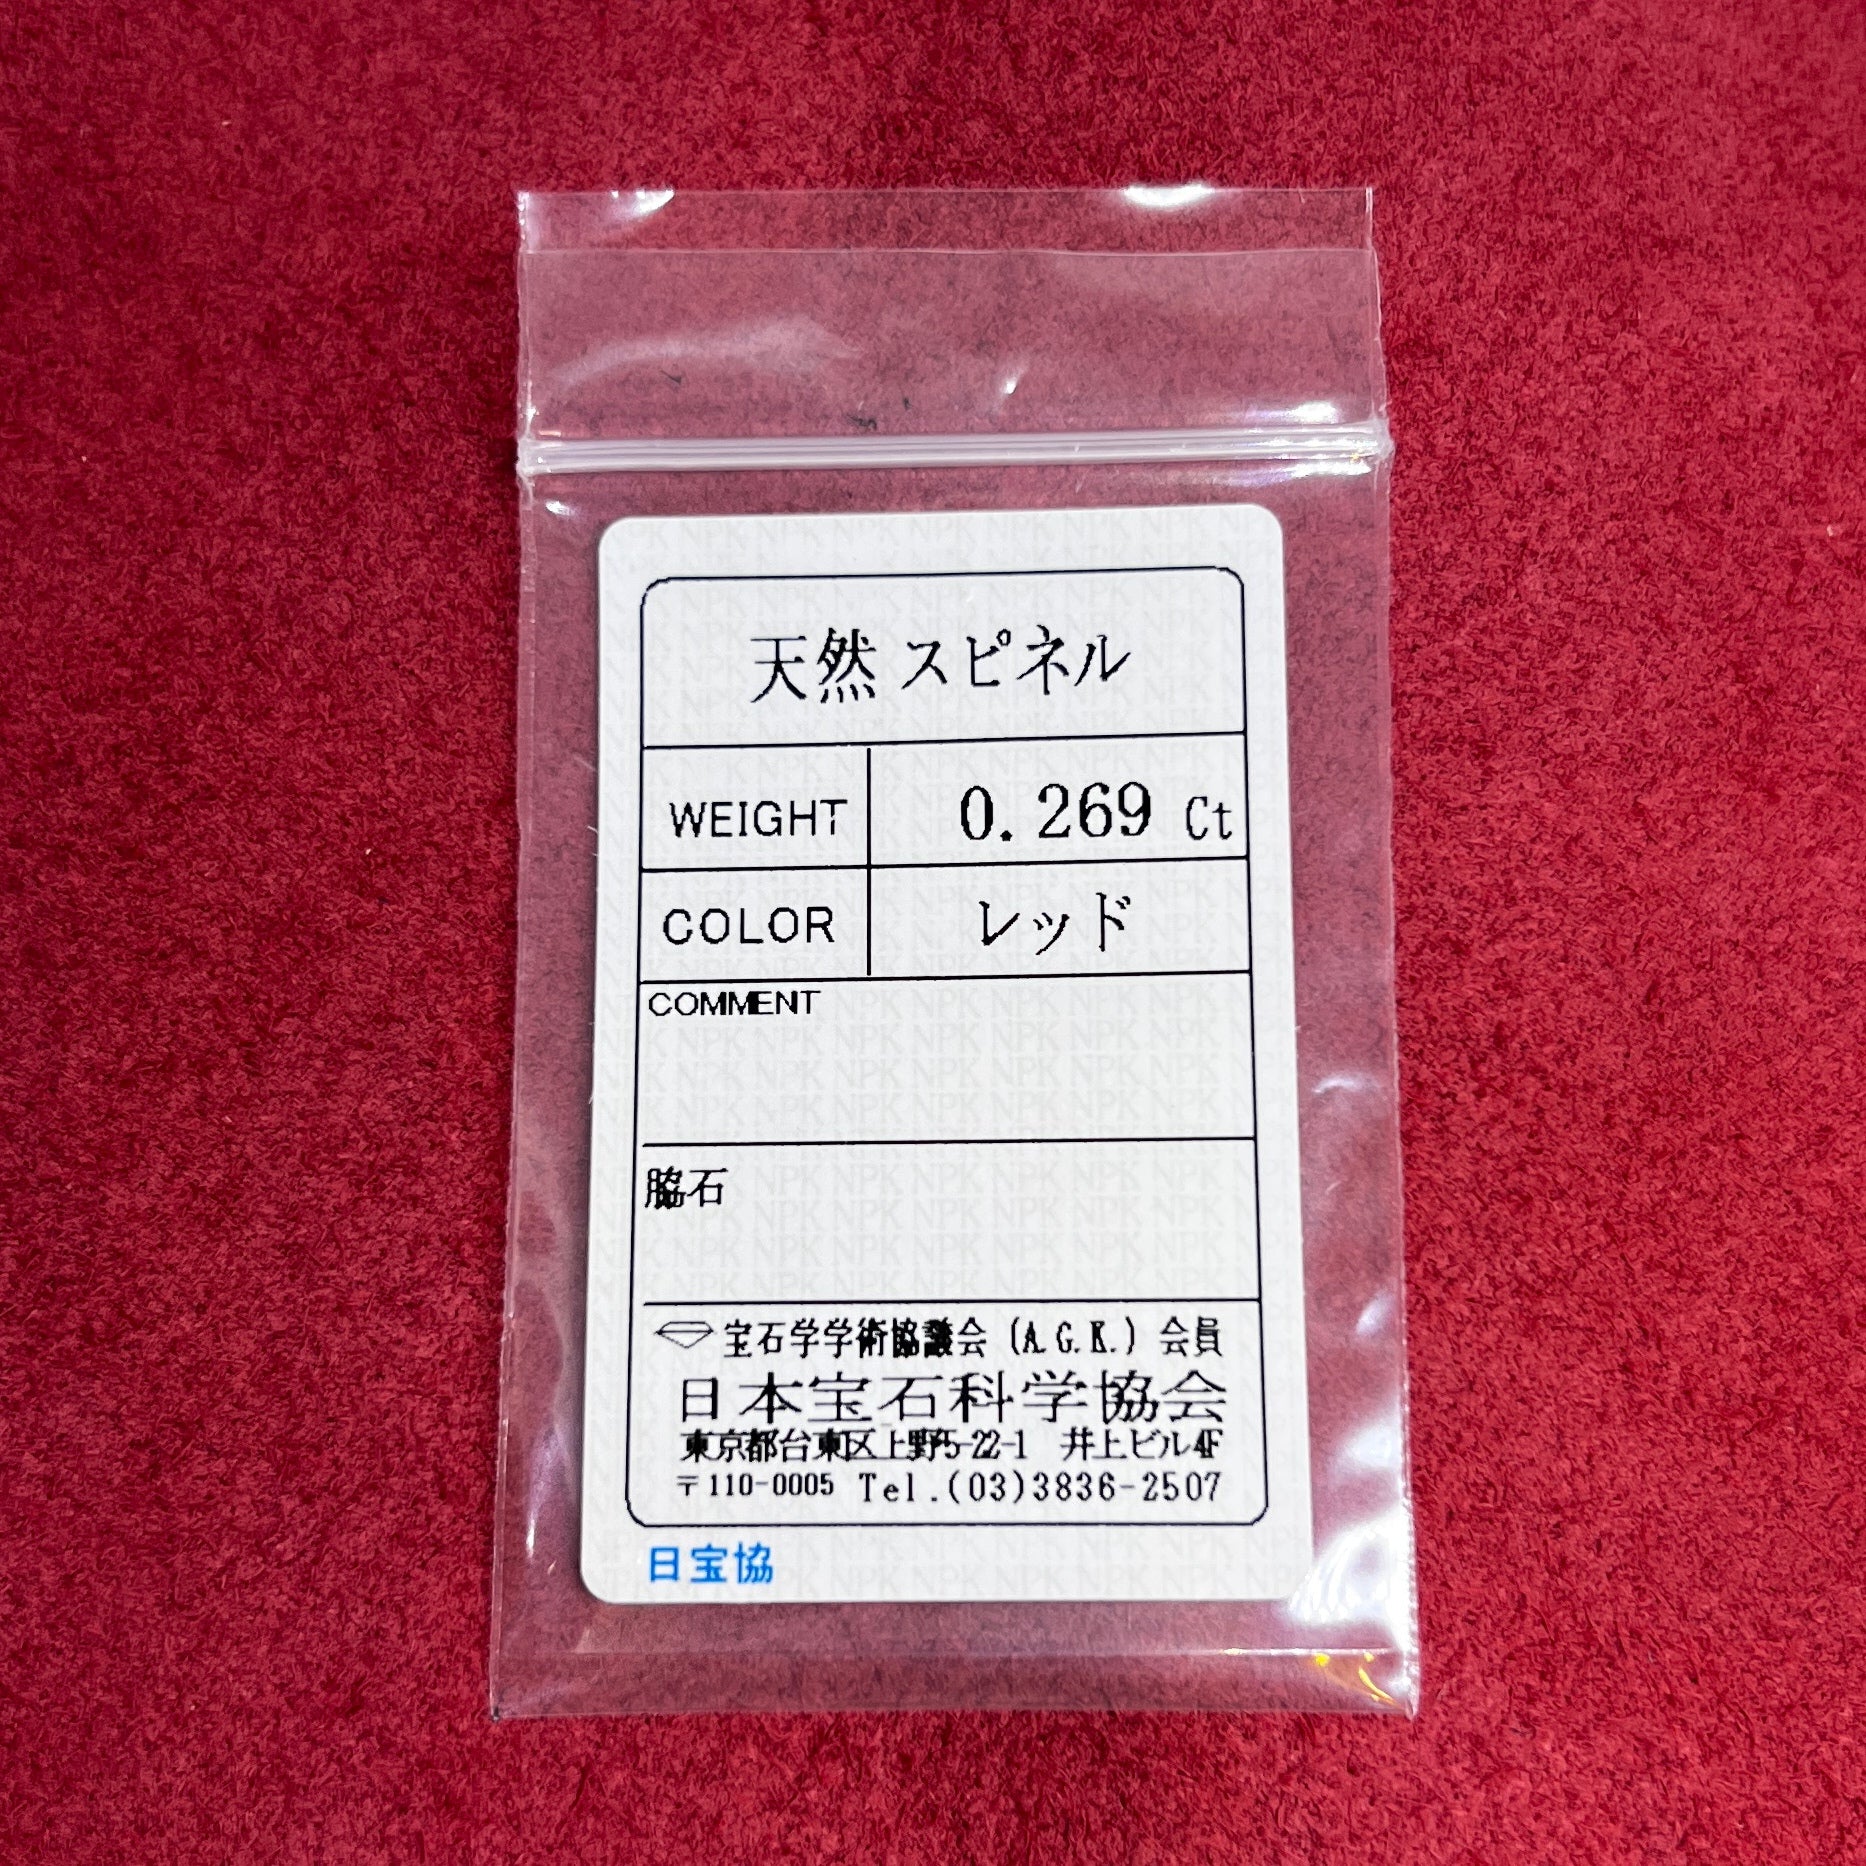 天然 スピネル
WEIGHT 0.269 Ct
COLOR レッド
COMMENT
脇石
宝石学学術協議会 (A.G.K.) 会員
日本宝石科学協会
東京都台東区上野5-22-1 井上ビル4F
〒110-0005 Tel.(03)3836-2507
日宝協